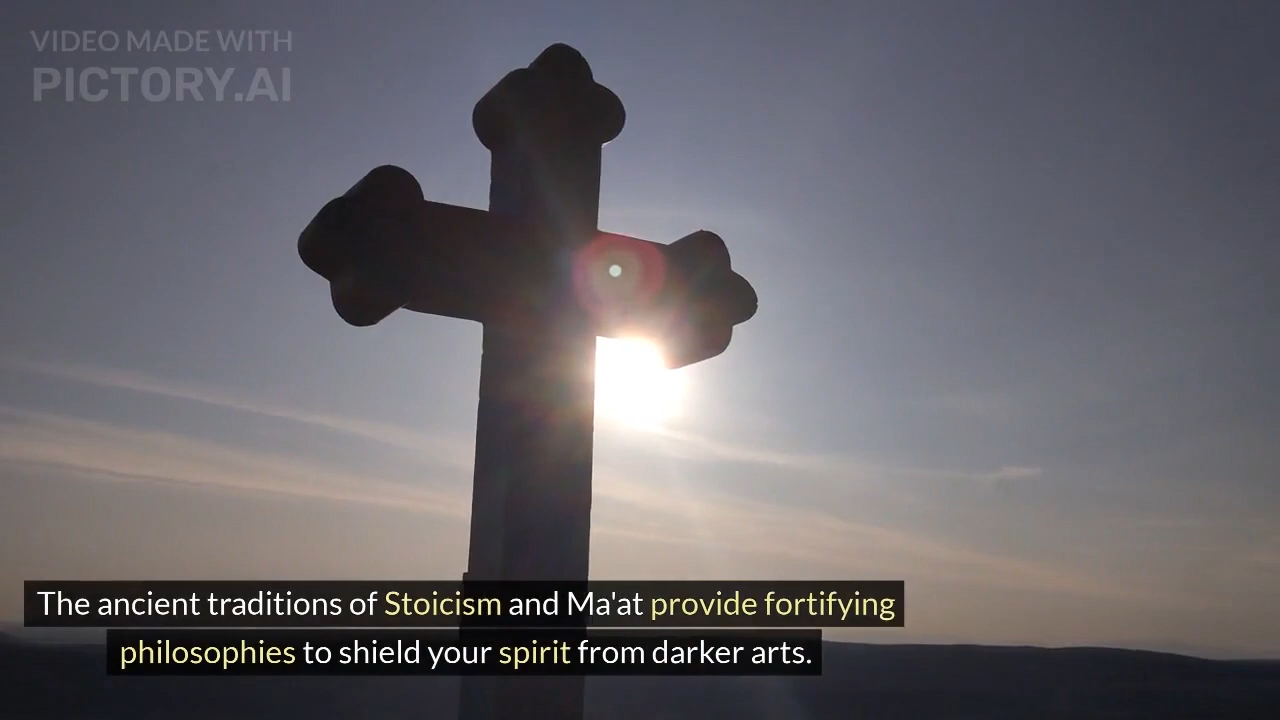 VIDEO MADE WITH
PICTORY.AI
The ancient traditions of Stoicism and Ma'at provide fortifying
philosophies to shield your spirit from darker arts.